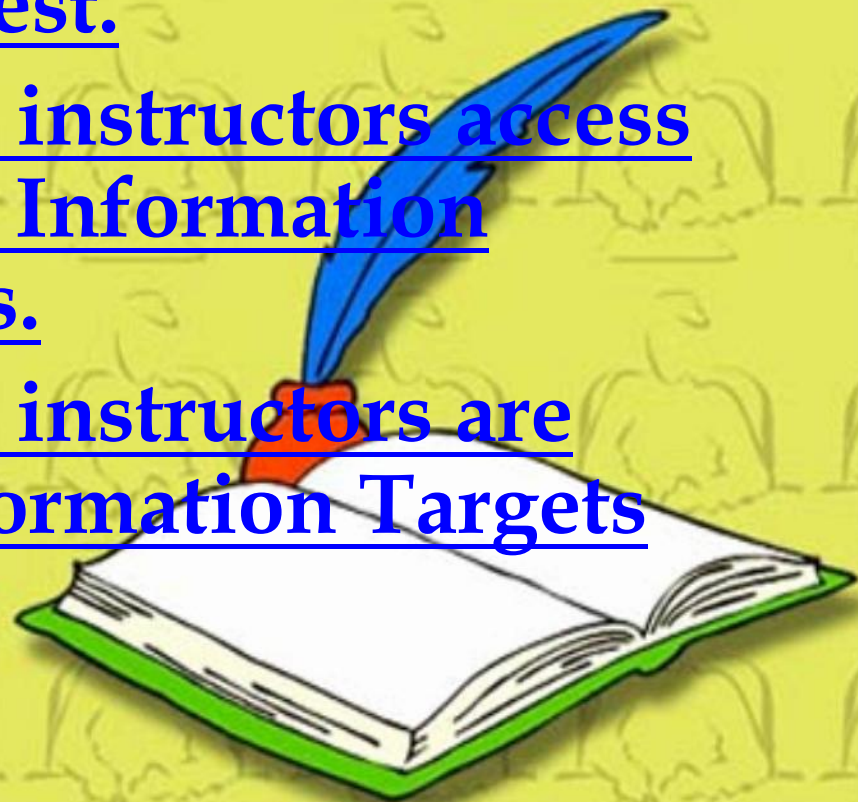 est.
instructors access
Information
s.
instructors are
ormation Targets